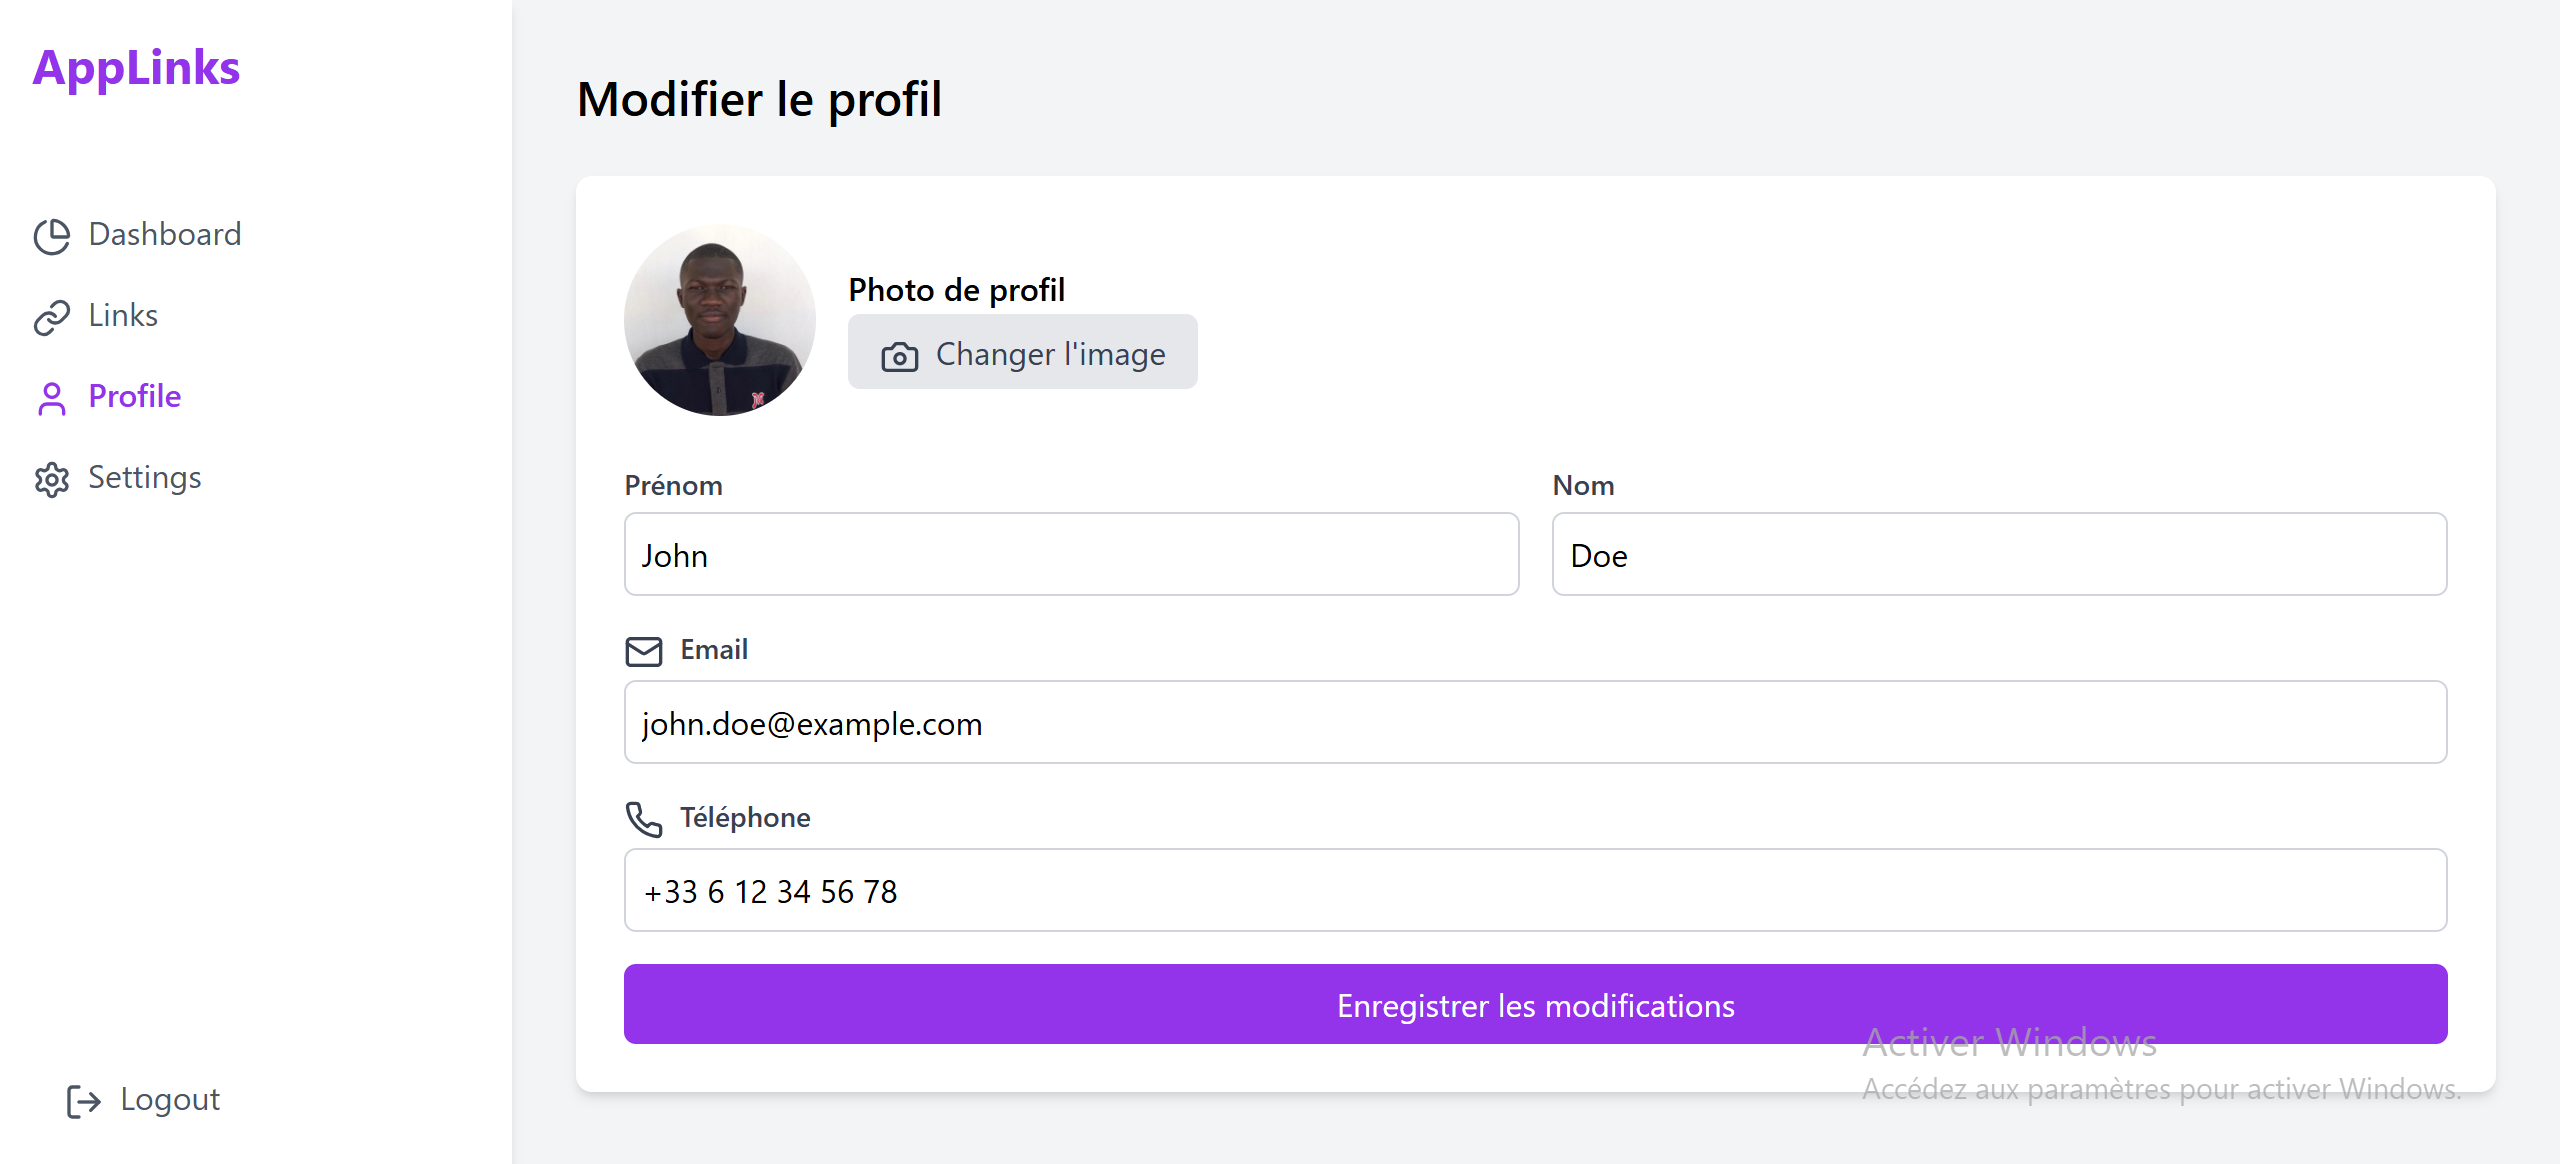 AppLinks
Dashboard
Links
Profile
Settings
Logout
Modifier le profil
Photo de profil
Changer l'image
Prénom
Nom
John
Doe
Email
john.doe@example.com
Téléphone
+33 6 12 34 56 78
Enregistrer les modifications
Activer Windows
Accédez aux paramètres pour activer Windows.